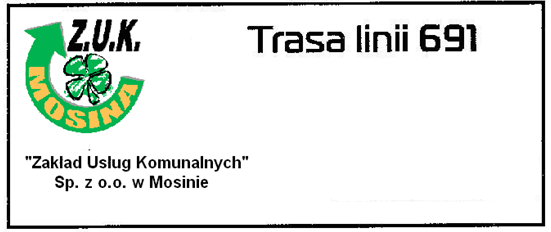 Z.U.K.
MOSINA
Trasa linii 691
"Zakład Usług Komunalnych"
Sp. z o.o. w Mosinie